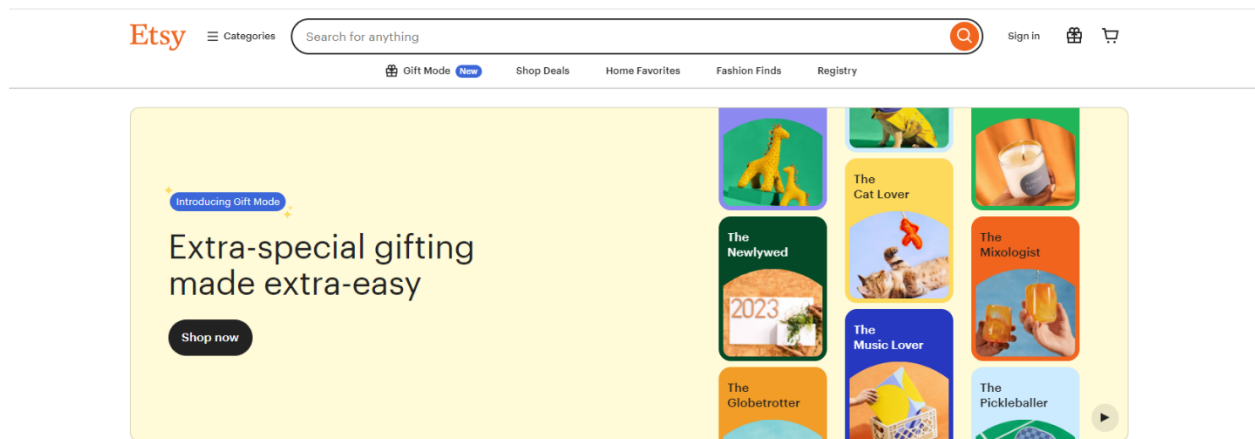 Etsy
Categories
Search for anything
Sign in
Gift Mode New
Shop Deals
Home Favorites
Fashion Finds
Registry
Introducing Gift Mode
Extra-special gifting
made extra-easy
Shop now
The
Newlywed
2023
The
Globetrotter
The
Cat Lover
The
Music Lover
The
Mixologist
The
Pickleballer